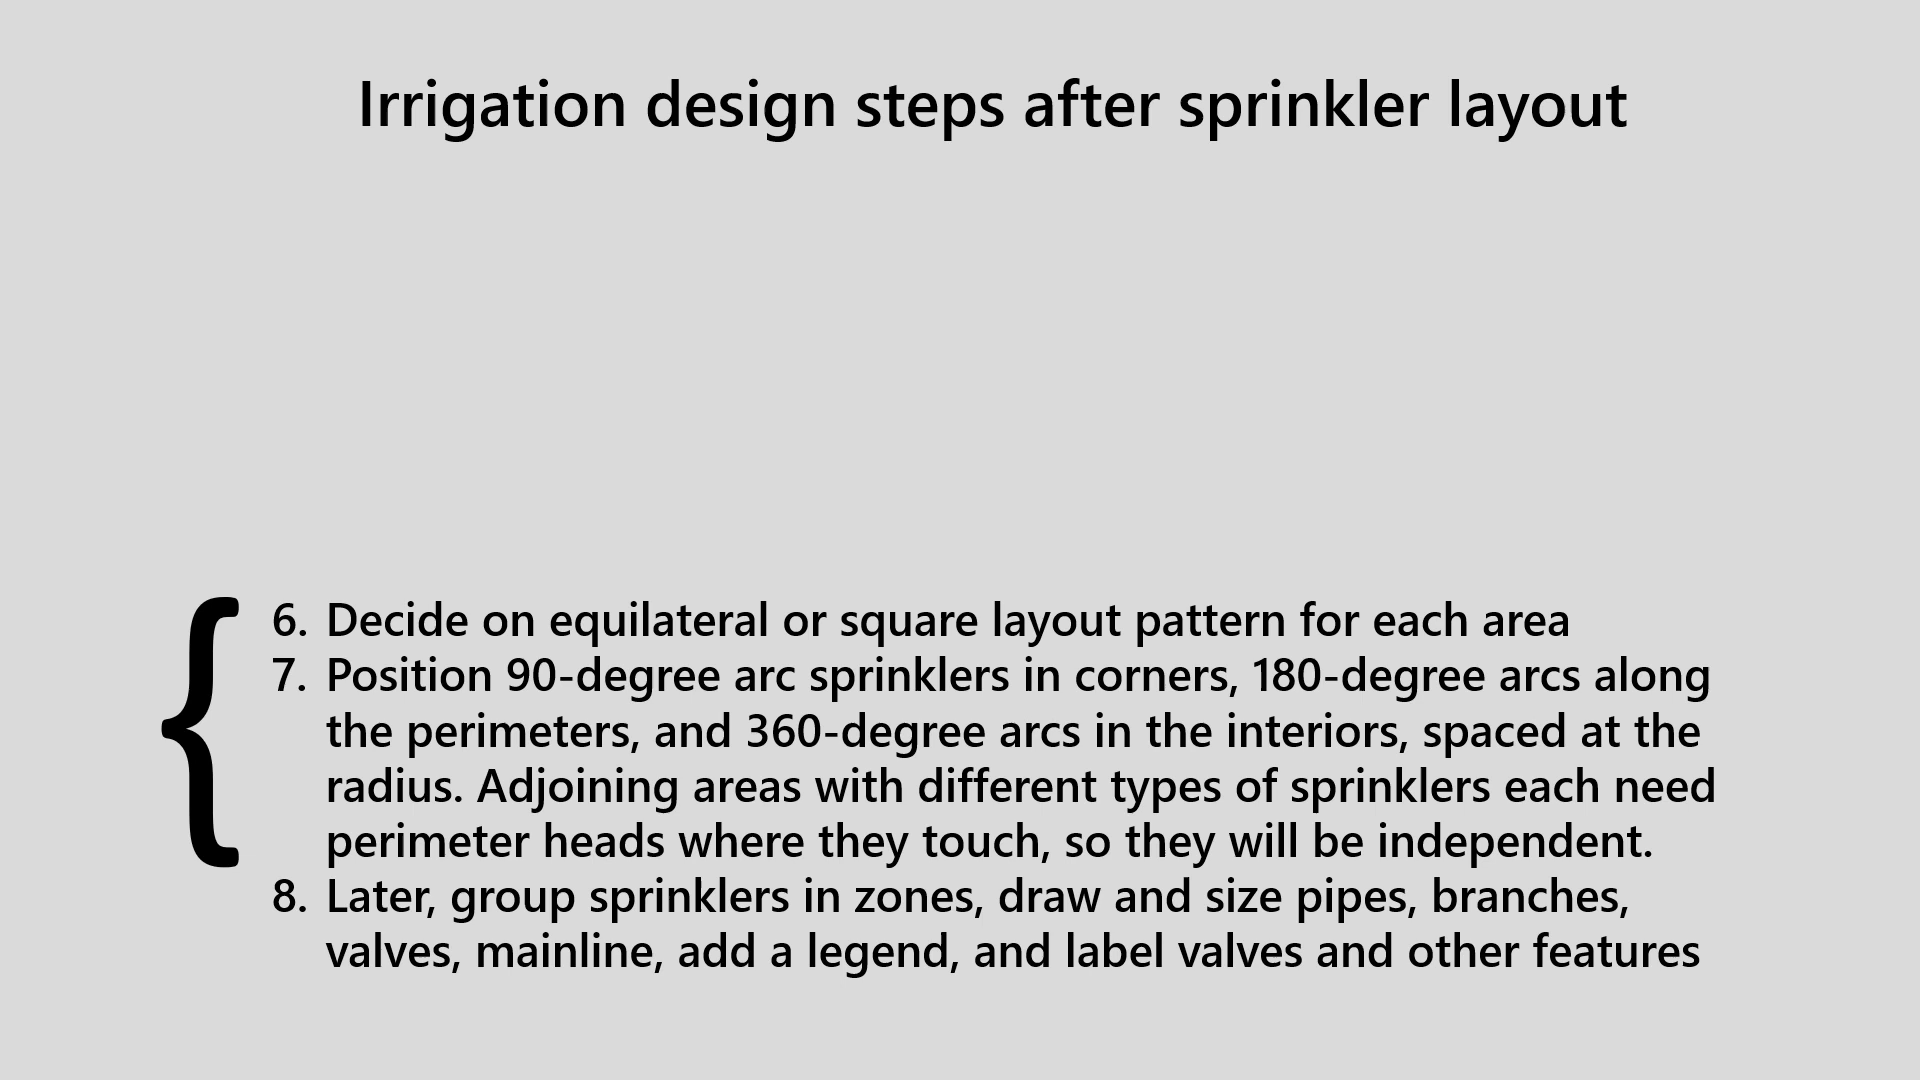 Irrigation design steps after sprinkler layout
{
6. Decide on equilateral or square layout pattern for each area
7. Position 90-degree arc sprinklers in corners, 180-degree arcs along
the perimeters, and 360-degree arcs in the interiors, spaced at the
radius. Adjoining areas with different types of sprinklers each need
perimeter heads where they touch, so they will be independent.
8. Later, group sprinklers in zones, draw and size pipes, branches,
valves, mainline, add a legend, and label valves and other features